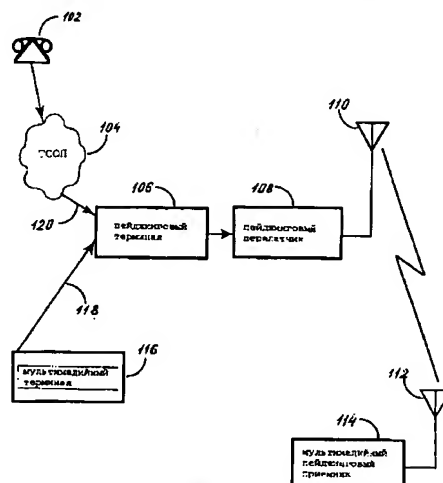 102
104
ТСОП
110
106
108
120
пейджинговый
терминал
пейджинговый
передатчик
118
116
мультимедийный
терминал
112
114
мультимедийный
пейджинговый
приемник